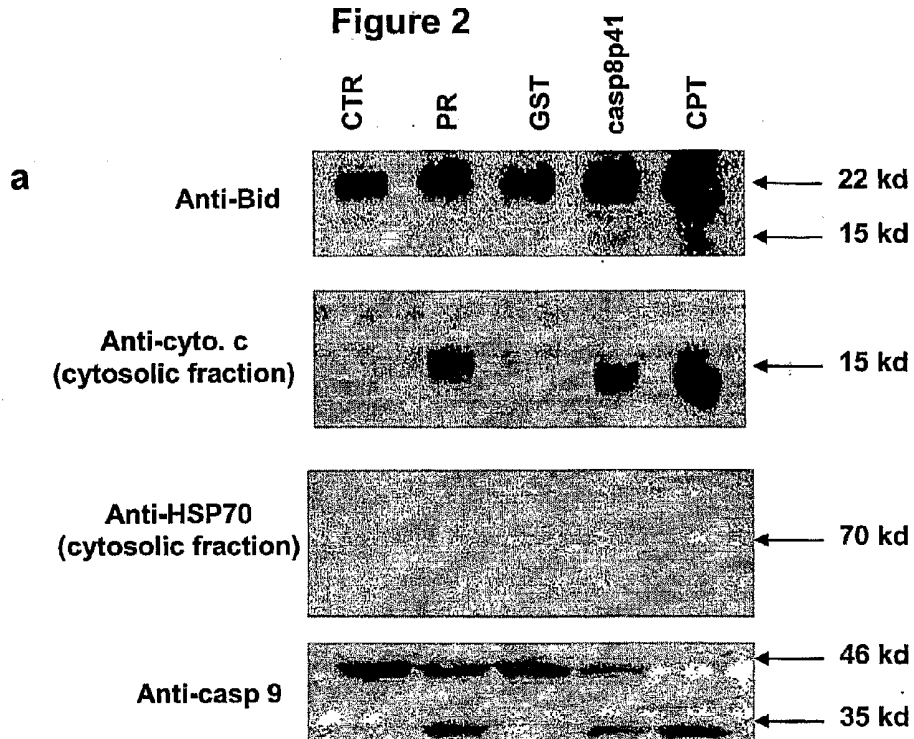 Figure 2
CTR PR GST casp8p41 CPT
a
Anti-Bid
22 kd
15 kd
Anti-cyto. c
(cytosolic fraction)
15 kd
Anti-HSP70
(cytosolic fraction)
70 kd
Anti-casp 9
46 kd
35 kd